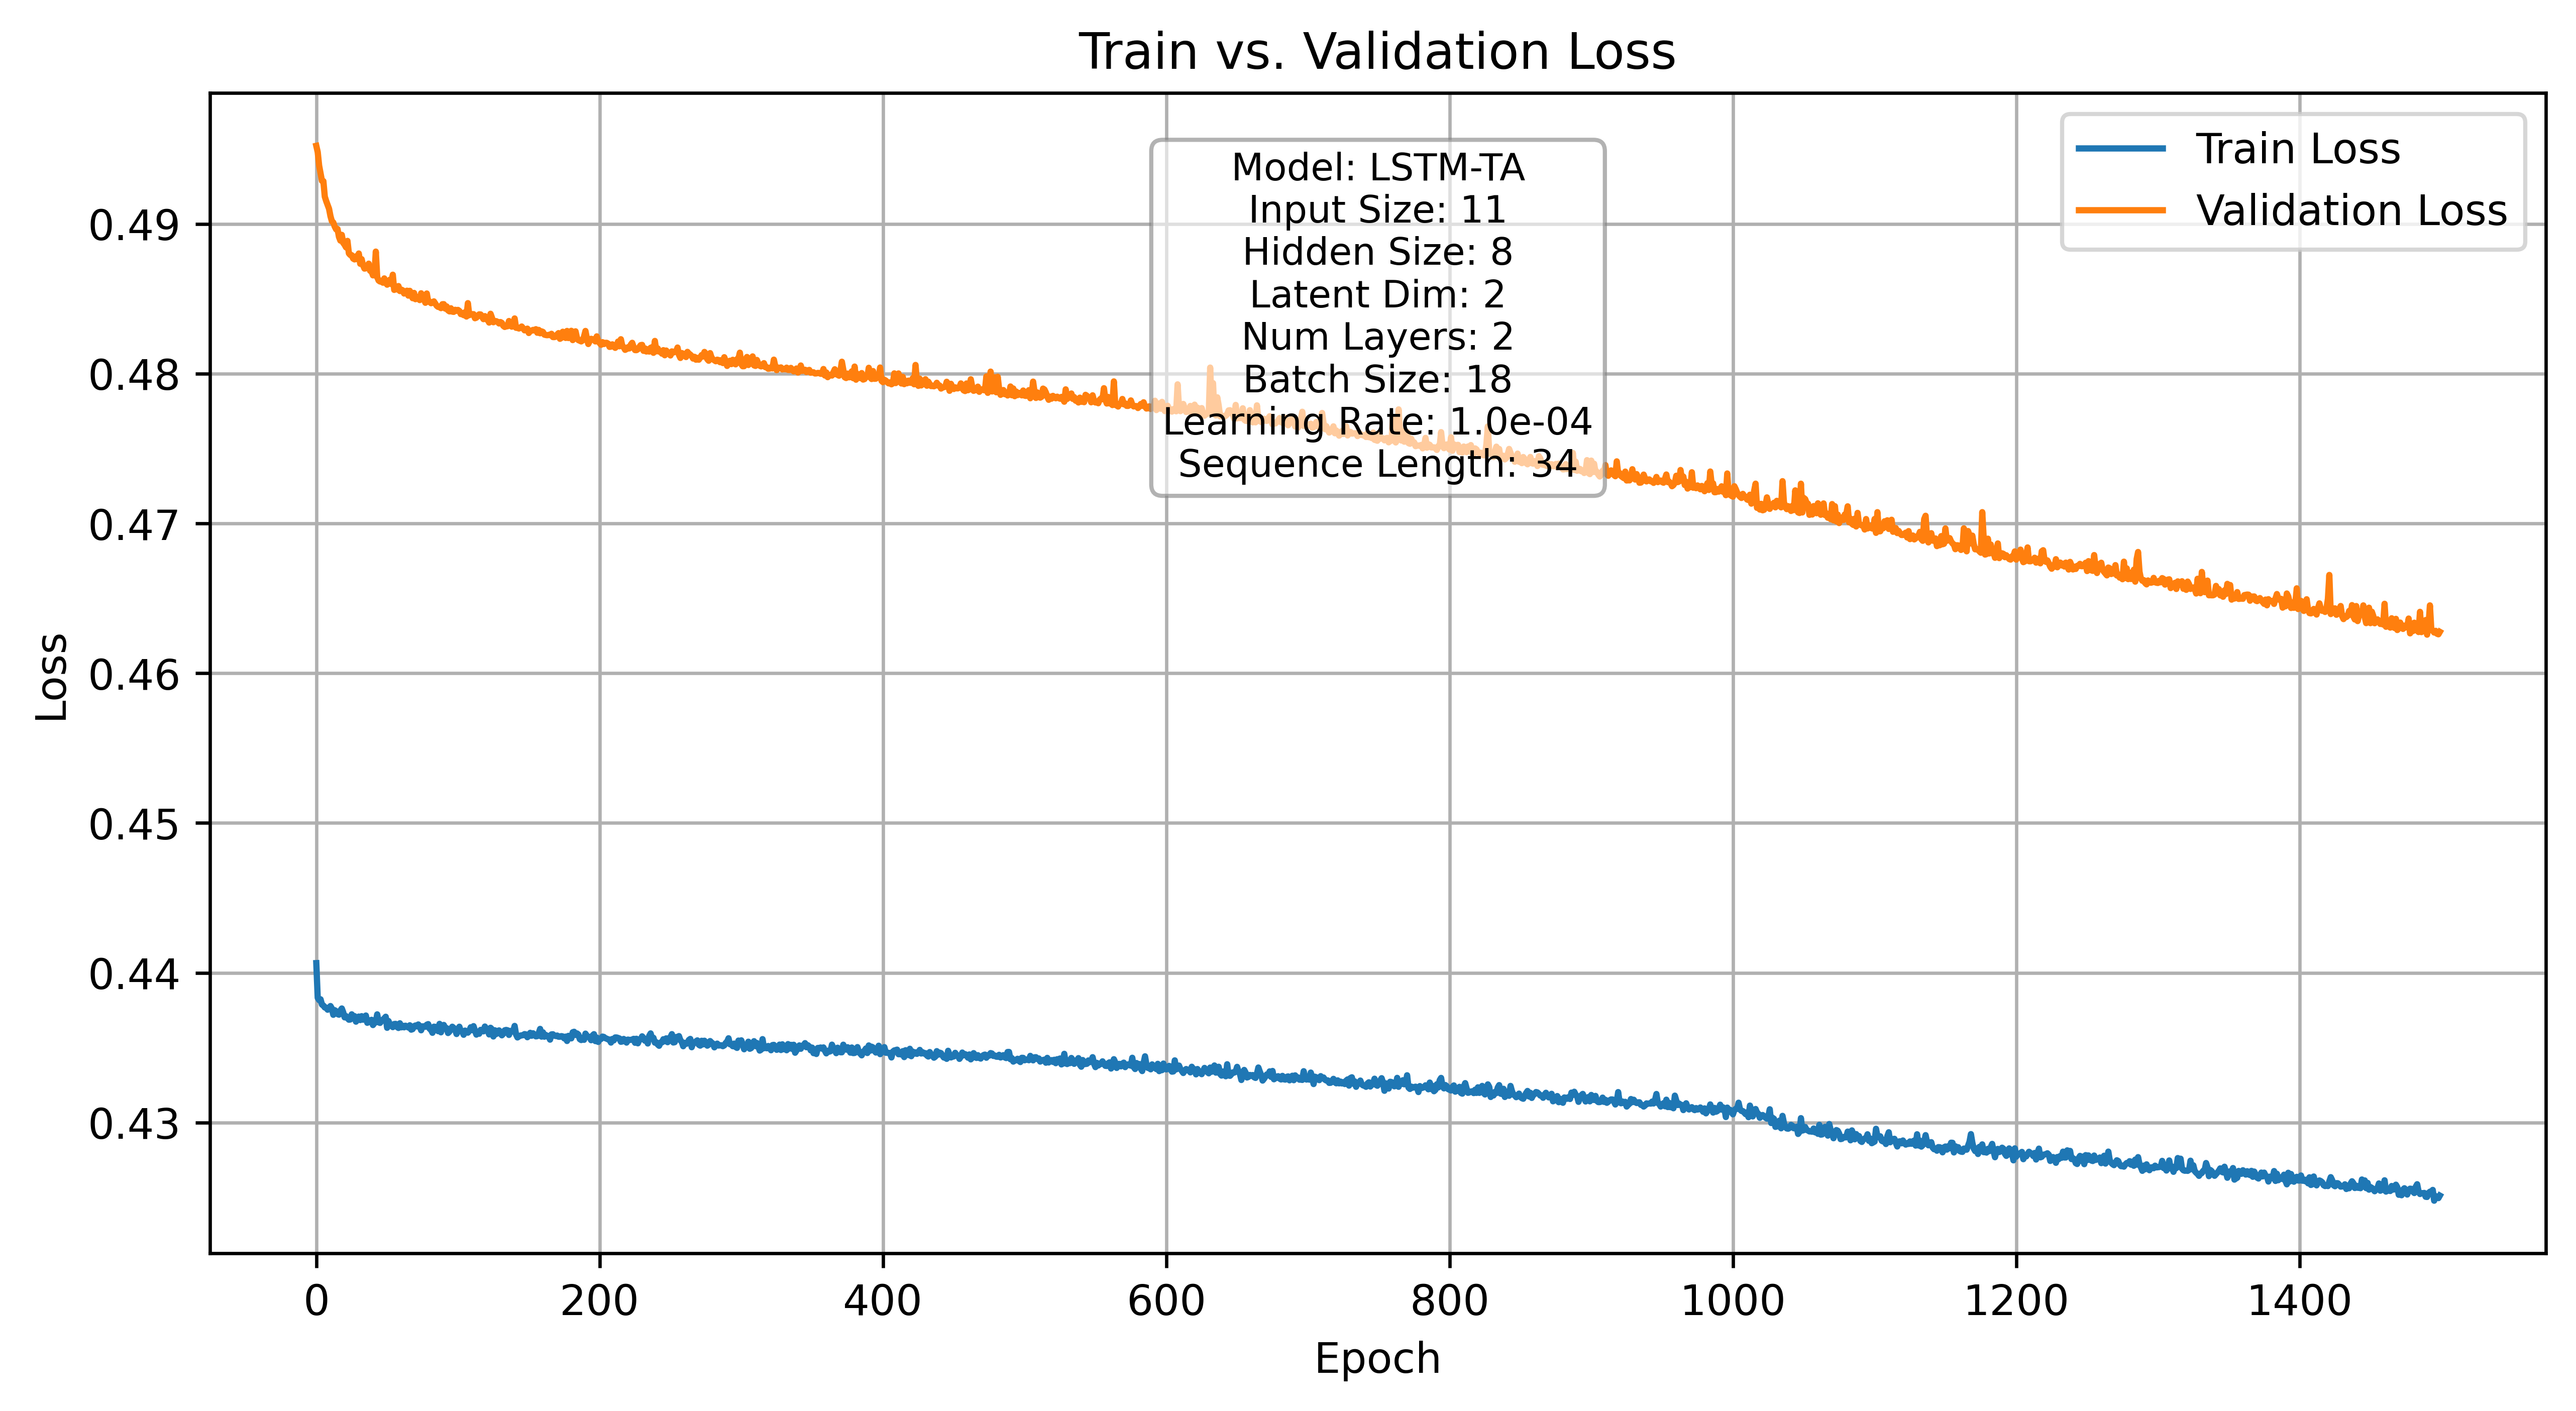 Train vs. Validation Loss
Train Loss
Validation Loss
Model: LSTM-TA
Input Size: 11
Hidden Size: 8
Latent Dim: 2
Num Layers: 2
Batch Size: 18
Learning Rate: 1.0e-04
Sequence Length: 34
Loss
0.49
0.48
0.47
0.46
0.45
0.44
0.43
0 200 400 600 800 1000 1200 1400
Epoch